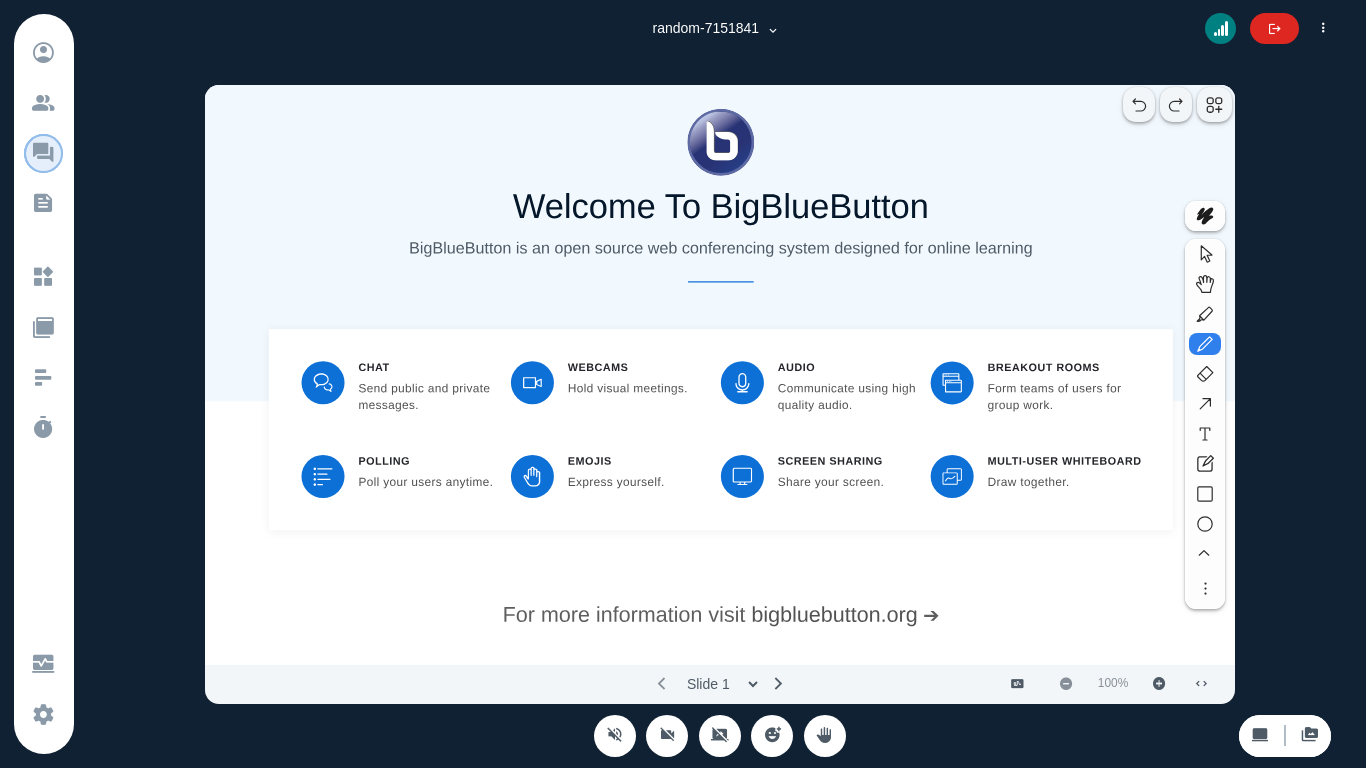 random-7151841
Welcome To BigBlueButton
BigBlueButton is an open source web conferencing system designed for online learning
CHAT
Send public and private
messages.
WEBCAMS
Hold visual meetings.
AUDIO
Communicate using high
quality audio.
BREAKOUT ROOMS
Form teams of users for
group work.
POLLING
Poll your users anytime.
EMOJIS
Express yourself.
SCREEN SHARING
Share your screen.
MULTI-USER WHITEBOARD
Draw together.
For more information visit bigbluebutton.org ➔
Slide 1
100%